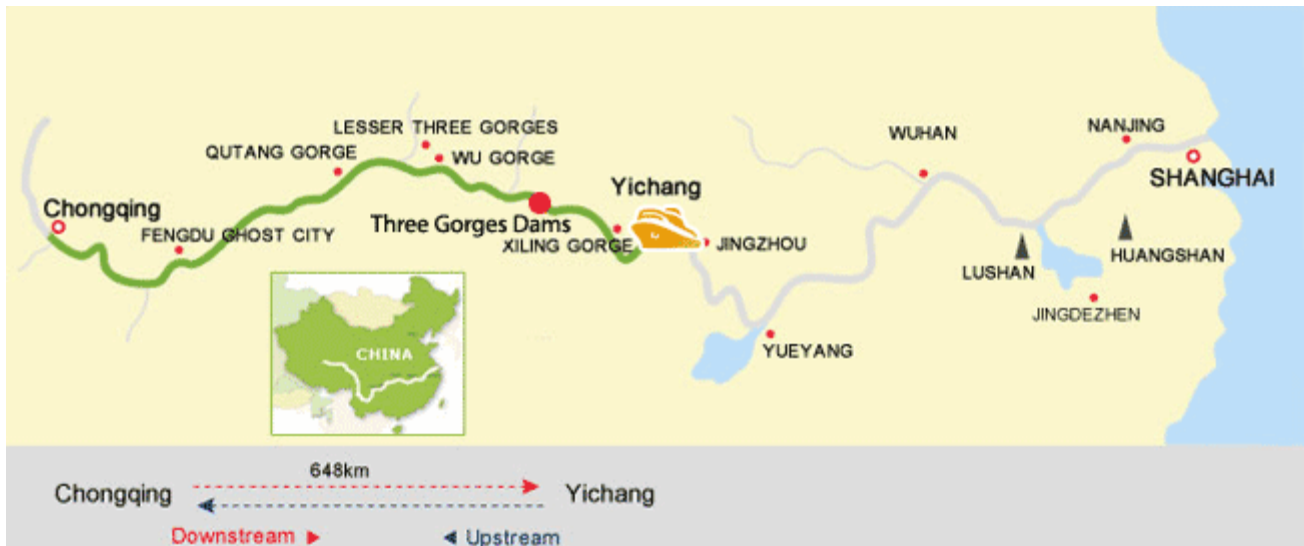 LESSER THREE GORGES
QUTANG GORGE
WU GORGE
WUHAN
NANJING
SHANGHAI
Yichang
Chongqing
Three Gorges Dams
FENGDU GHOST CITY
XILING GORGE
JINGZHOU
LUSHAN
HUANGSHAN
JINGDEZHEN
YUEYANG
CHINA
648km
Chongqing
Yichang
Downstream
Upstream